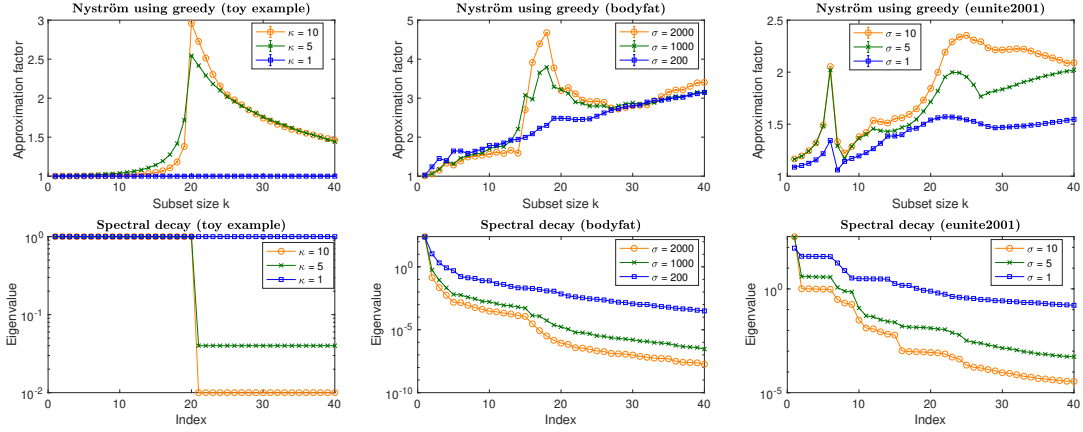 Nyström using greedy (toy example)
Approximation factor
3
2.5
2
1.5
1
0 10 20 30 40
Subset size k
κ = 10
κ = 5
κ = 1
Nyström using greedy (bodyfat)
Approximation factor
5
4
3
2
1
0 10 20 30 40
Subset size k
σ = 2000
σ = 1000
σ = 200
Nyström using greedy (eunite2001)
Approximation factor
2.5
2
1.5
1
0 10 20 30 40
Subset size k
σ = 10
σ = 5
σ = 1
Spectral decay (toy example)
Eigenvalue
10^0
10^-1
10^-2
0 10 20 30 40
Index
κ = 10
κ = 5
κ = 1
Spectral decay (bodyfat)
Eigenvalue
10^0
10^-5
10^-10
0 10 20 30 40
Index
σ = 2000
σ = 1000
σ = 200
Spectral decay (eunite2001)
Eigenvalue
10^0
10^-5
0 10 20 30 40
Index
σ = 10
σ = 5
σ = 1